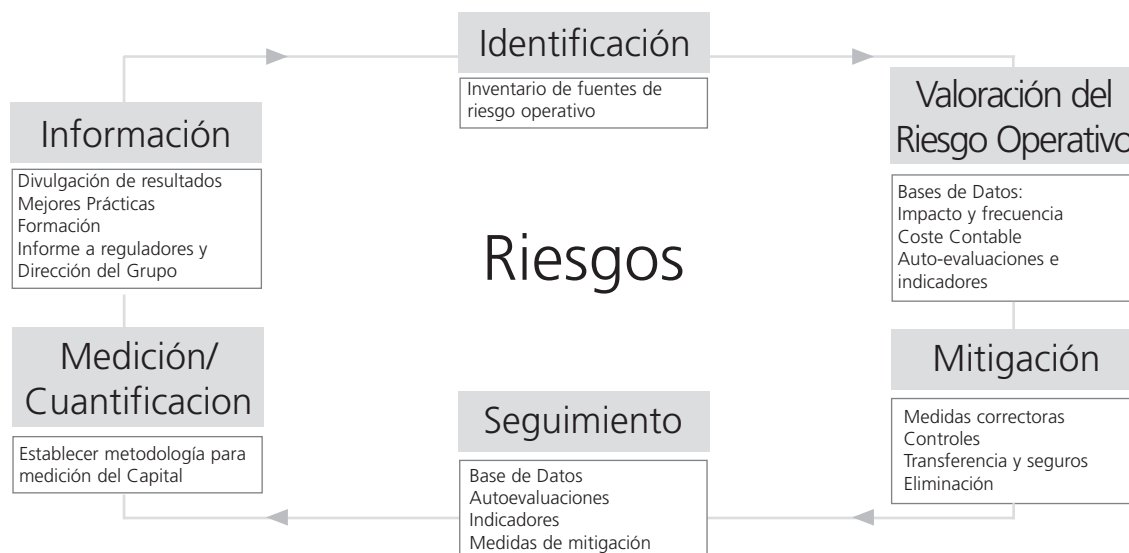 Identificación
Inventario de fuentes de
riesgo operativo
Valoración del
Riesgo Operativo
Bases de Datos:
Impacto y frecuencia
Coste Contable
Auto-evaluaciones e
indicadores
Mitigación
Medidas correctoras
Controles
Transferencia y seguros
Eliminación
Seguimiento
Base de Datos
Autoevaluaciones
Indicadores
Medidas de mitigación
Medición/
Cuantificacion
Establecer metodología para
medición del Capital
Información
Divulgación de resultados
Mejores Prácticas
Formación
Informe a reguladores y
Dirección del Grupo
Riesgos